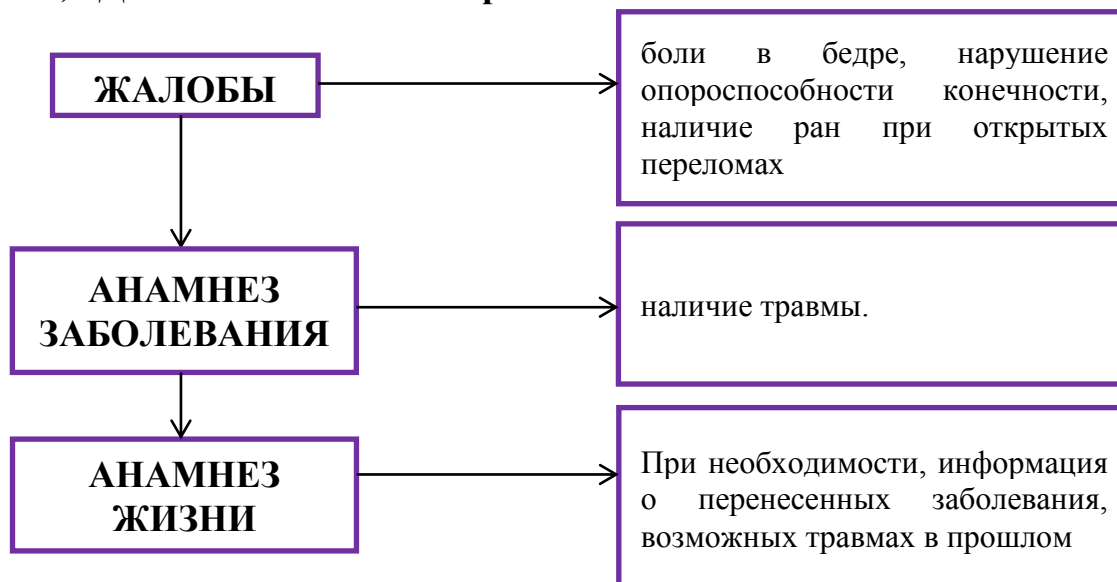 ЖАЛОБЫ
боли в бедре, нарушение
опороспособности конечности,
наличие ран при открытых
переломах
АНАМНЕЗ
ЗАБОЛЕВАНИЯ
наличие травмы.
АНАМНЕЗ
ЖИЗНИ
При необходимости, информация
о перенесенных заболевания,
возможных травмах в прошлом